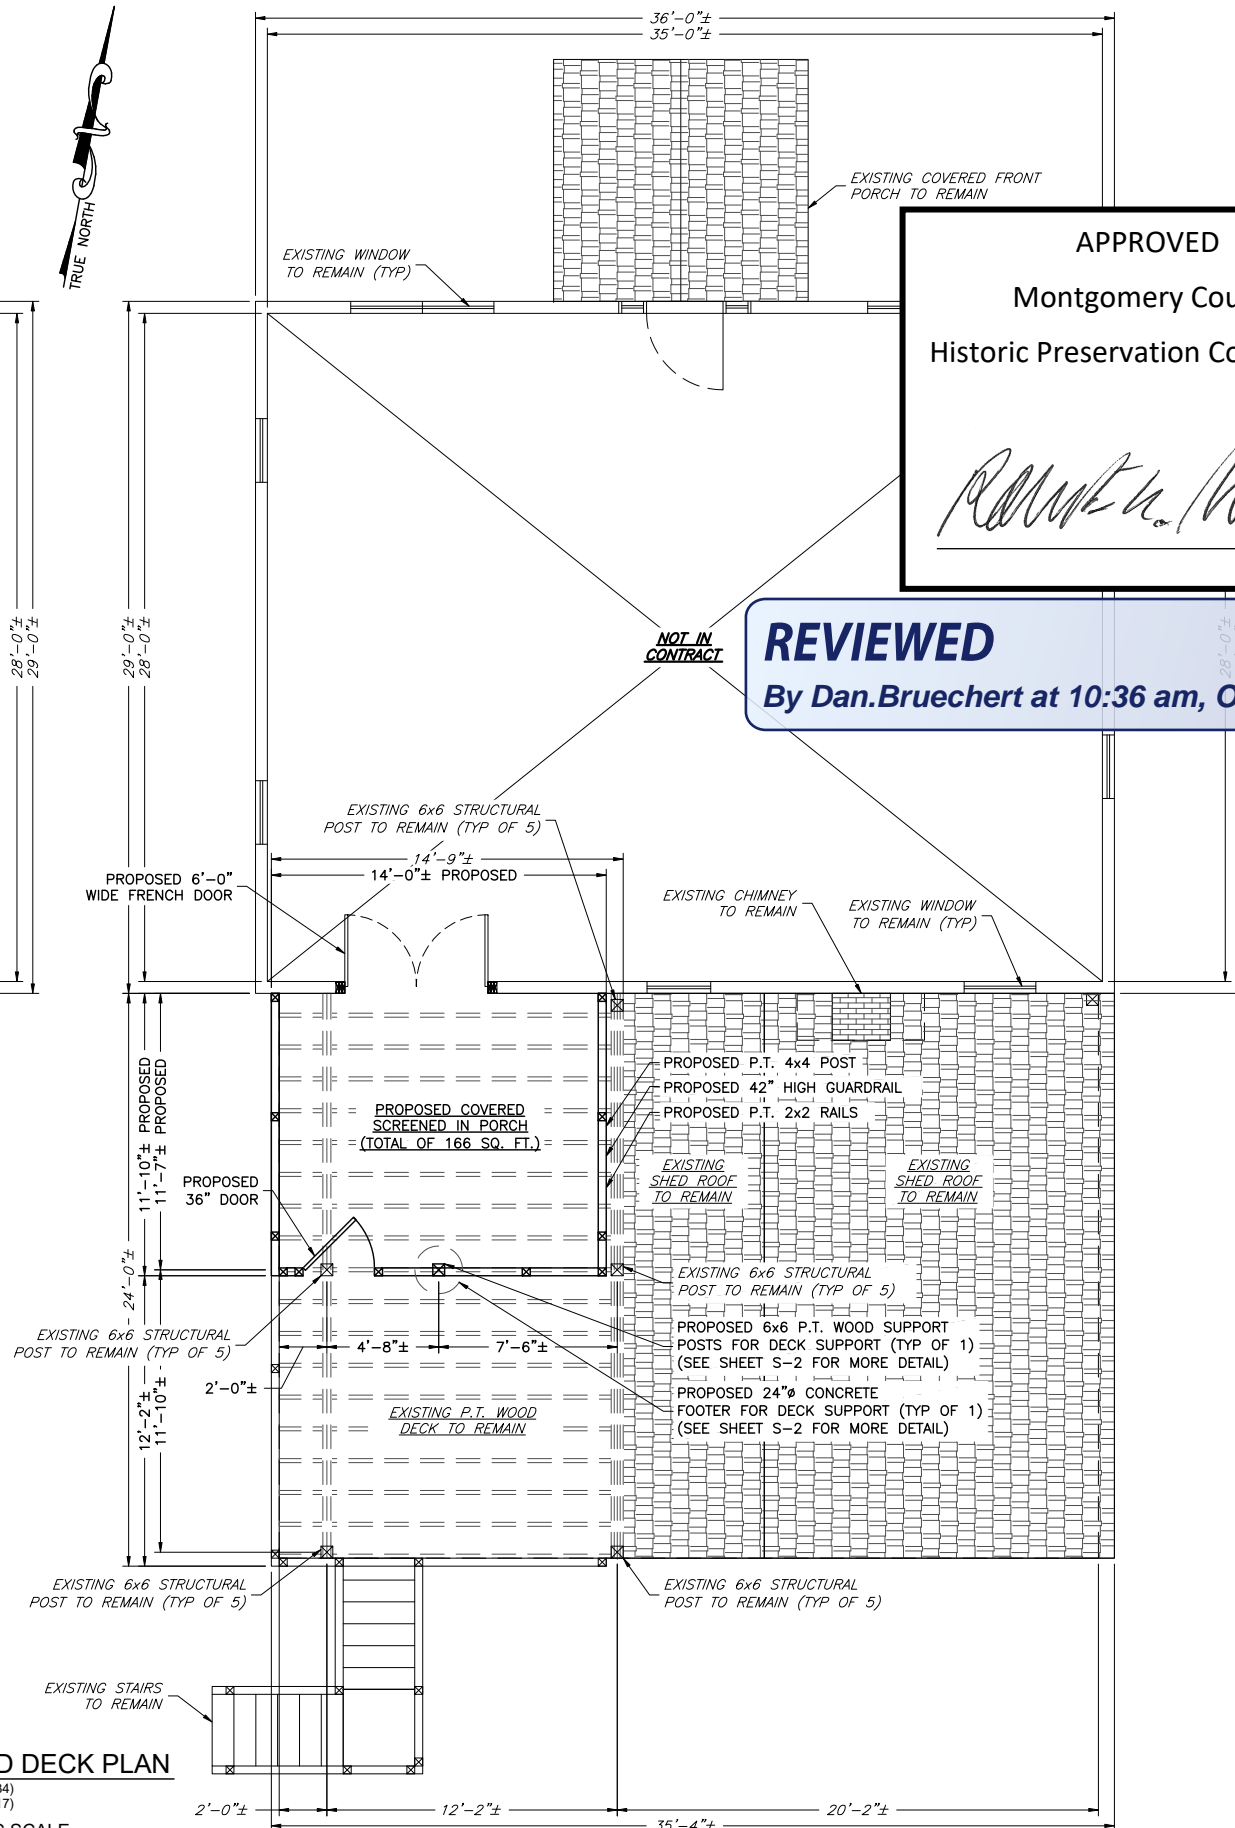 36'-0"±
35'-0"±
TRUE NORTH
EXISTING COVERED FRONT
PORCH TO REMAIN
EXISTING WINDOW
TO REMAIN (TYP)
APPROVED
Montgomery Cou
Historic Preservation Co
28'-0"±
29'-0"±
29'-0"±
28'-0"±
28'-0"±
NOT IN
CONTRACT
REVIEWED
By Dan.Bruechert at 10:36 am, O
EXISTING 6x6 STRUCTURAL
POST TO REMAIN (TYP OF 5)
14'-9"±
14'-0"± PROPOSED
PROPOSED 6'-0"
WIDE FRENCH DOOR
EXISTING CHIMNEY
TO REMAIN
EXISTING WINDOW
TO REMAIN (TYP)
11'-10"± PROPOSED
11'-7"± PROPOSED
PROPOSED COVERED
SCREENED IN PORCH
(TOTAL OF 166 SQ. FT.)
PROPOSED P.T. 4x4 POST
PROPOSED 42" HIGH GUARDRAIL
PROPOSED P.T. 2x2 RAILS
EXISTING
SHED ROOF
TO REMAIN
EXISTING
SHED ROOF
TO REMAIN
PROPOSED
36" DOOR
24'-0"±
EXISTING 6x6 STRUCTURAL
POST TO REMAIN (TYP OF 5)
EXISTING 6x6 STRUCTURAL
POST TO REMAIN (TYP OF 5)
PROPOSED 6x6 P.T. WOOD SUPPORT
POSTS FOR DECK SUPPORT (TYP OF 1)
(SEE SHEET S-2 FOR MORE DETAIL)
4'-8"±
7'-6"±
2'-0"±
PROPOSED 24"ø CONCRETE
FOOTER FOR DECK SUPPORT (TYP OF 1)
(SEE SHEET S-2 FOR MORE DETAIL)
12'-2"±
11'-10"±
EXISTING P.T. WOOD
DECK TO REMAIN
EXISTING 6x6 STRUCTURAL
POST TO REMAIN (TYP OF 5)
EXISTING 6x6 STRUCTURAL
POST TO REMAIN (TYP OF 5)
EXISTING STAIRS
TO REMAIN
D DECK PLAN
2'-0"±
12'-2"±
20'-2"±
35'-4"±